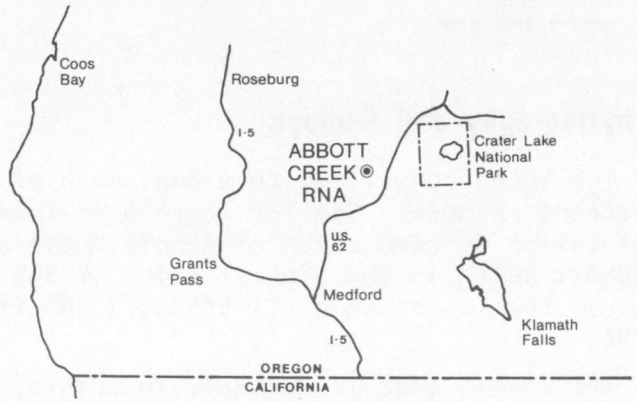 Coos
Bay
Roseburg
I-5
ABBOTT
CREEK
RNA
Crater Lake
National
Park
U.S.
62
Grants
Pass
Medford
I-5
Klamath
Falls
OREGON
CALIFORNIA